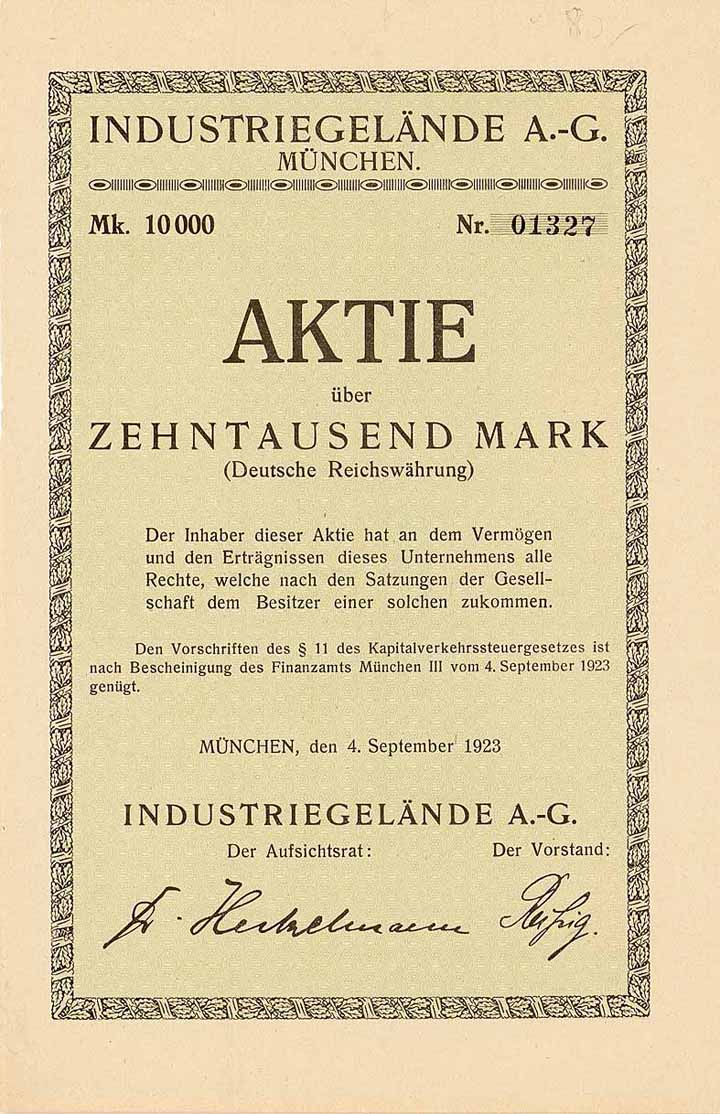 INDUSTRIEGELÄNDE A.-G.
MÜNCHEN.
Mk. 10 000 Nr. 01327
AKTIE
über
ZEHNTAUSEND MARK
(Deutsche Reichswährung)
Der Inhaber dieser Aktie hat an dem Vermögen
und den Erträgnissen dieses Unternehmens alle
Rechte, welche nach den Satzungen der Gesell-
schaft dem Besitzer einer solchen zukommen.
Den Vorschriften des § 11 des Kapitalverkehrssteuergesetzes ist
nach Bescheinigung des Finanzamts München III vom 4. September 1923
genügt.
MÜNCHEN, den 4. September 1923
INDUSTRIEGELÄNDE A.-G.
Der Aufsichtsrat: Der Vorstand: